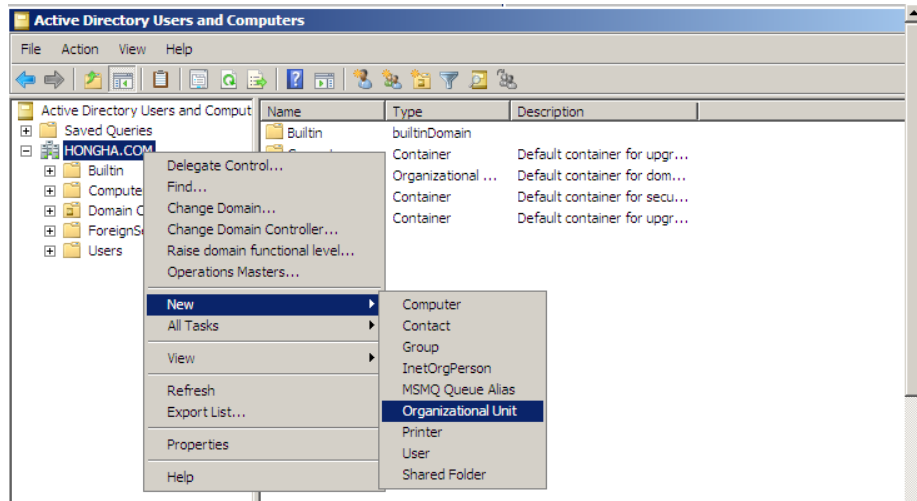 Active Directory Users and Computers
File Action View Help
Active Directory Users and Comput
Saved Queries
HONGHA.COM
Builtin
Compute
Domain C
ForeignSe
Users
Name Type Description
Builtin builtinDomain
Container Default container for upgr...
Organizational ... Default container for dom...
Container Default container for secu...
Container Default container for upgr...
Delegate Control...
Find...
Change Domain...
Change Domain Controller...
Raise domain functional level...
Operations Masters...
New
All Tasks
View
Refresh
Export List...
Properties
Help
Computer
Contact
Group
InetOrgPerson
MSMQ Queue Alias
Organizational Unit
Printer
User
Shared Folder